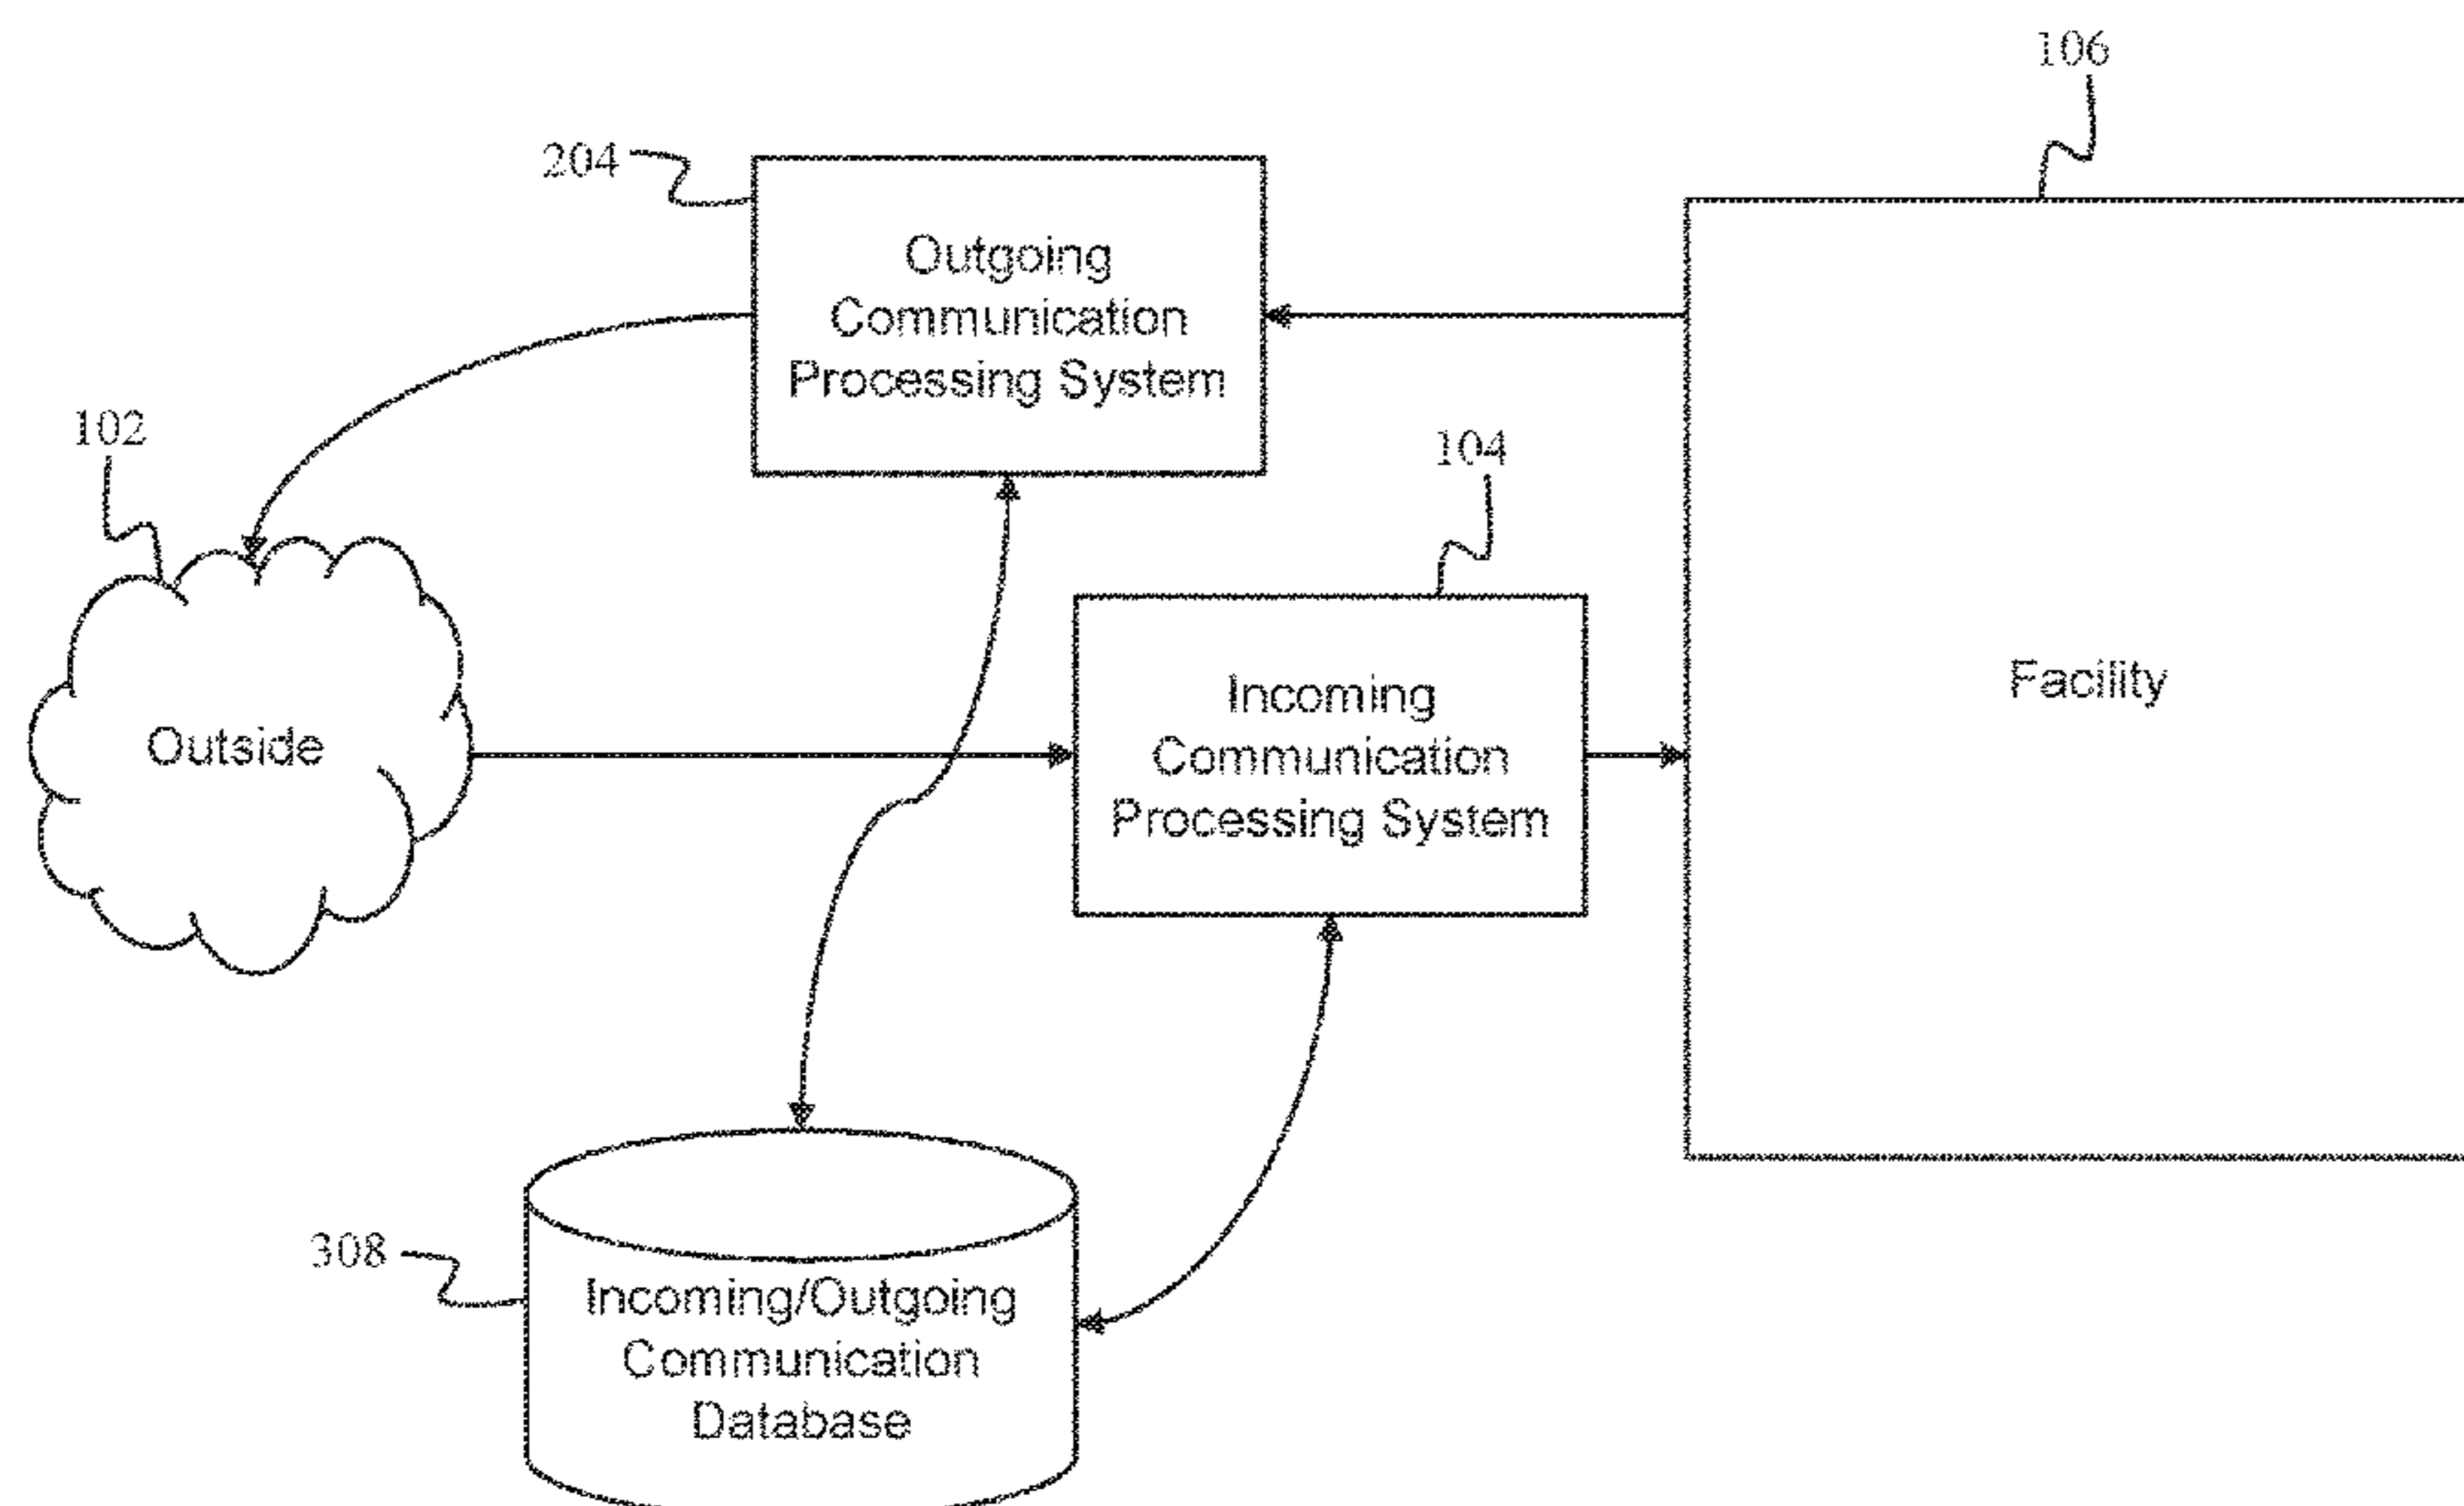 106
204
Outgoing
Communication
Processing System
102
104
Incoming
Communication
Processing System
Facility
Outside
308
Incoming/Outgoing
Communication
Database